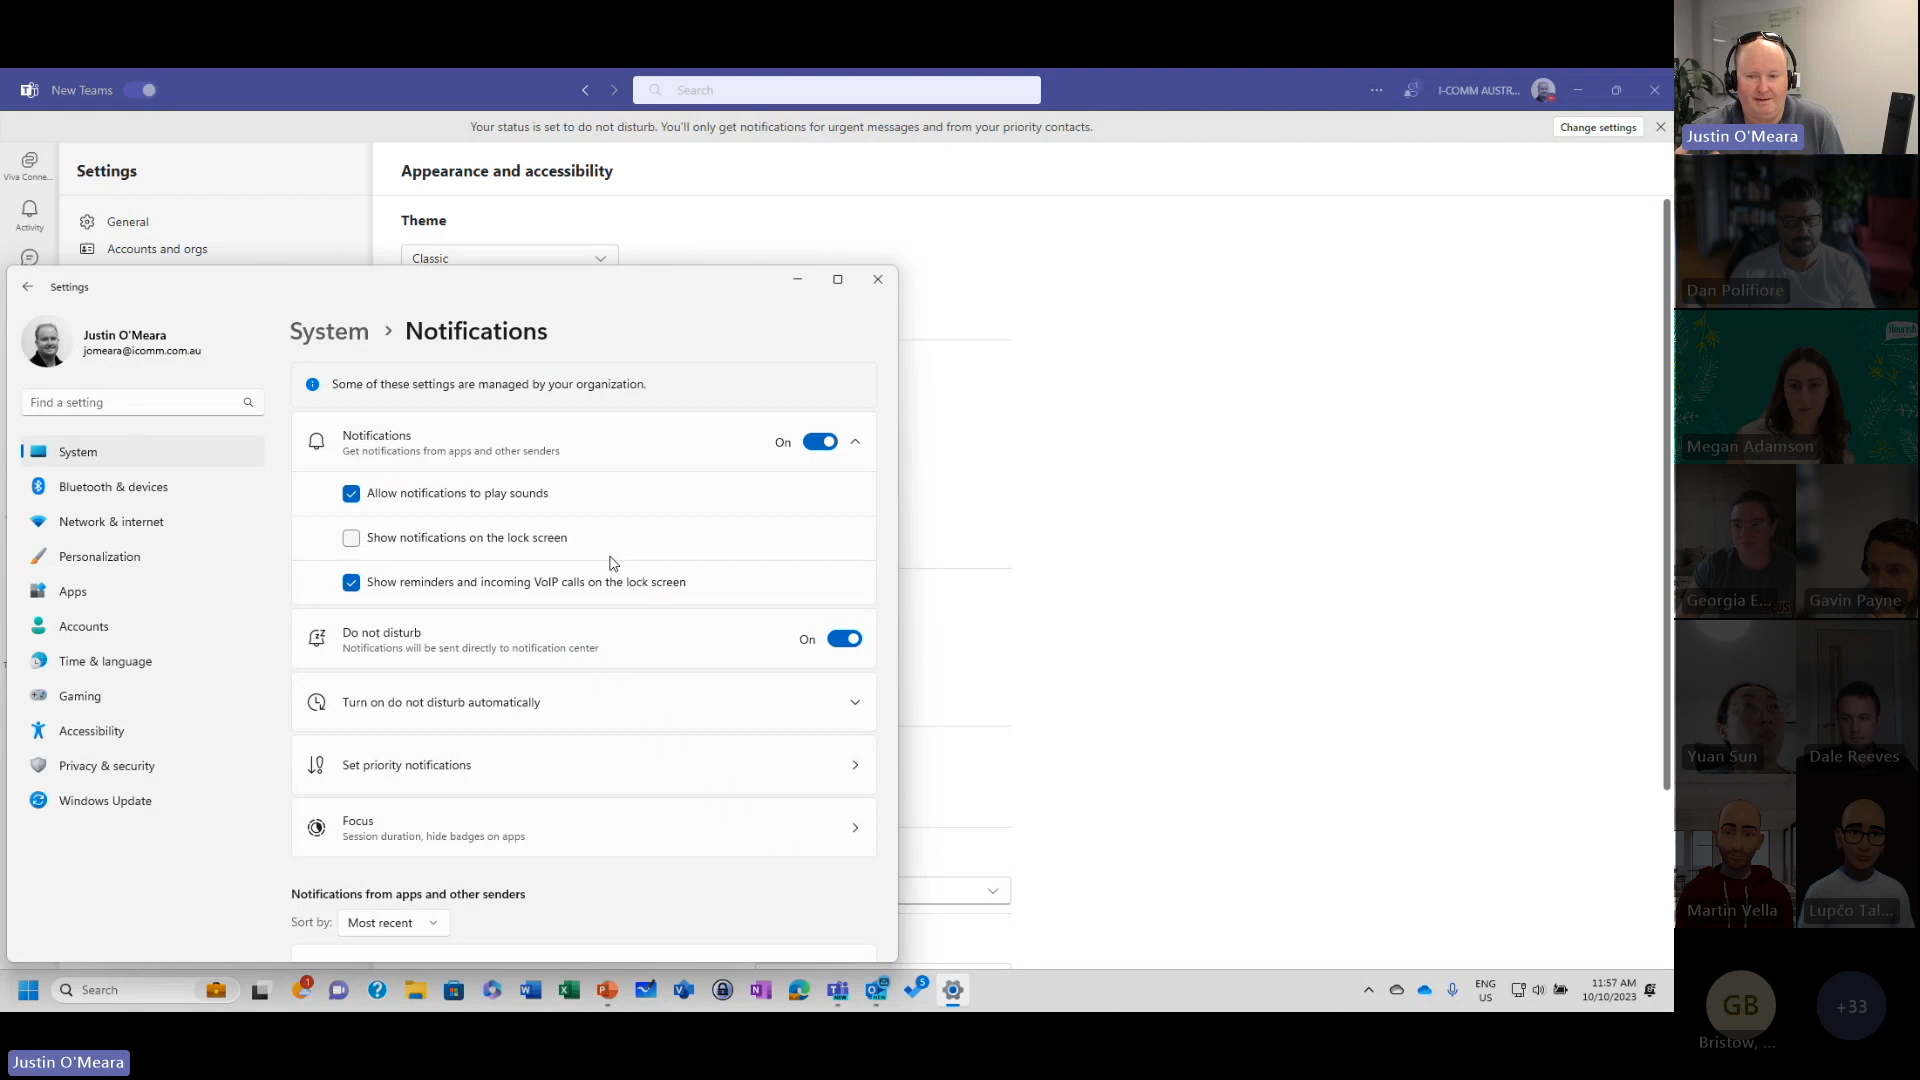 New Teams
Search
I-COMM AUSTR...
Your status is set to do not disturb. You'll only get notifications for urgent messages and from your priority contacts.
Change settings
Viva Conne...
Activity
Settings
General
Accounts and orgs
Appearance and accessibility
Theme
Classic
Settings
Justin O'Meara
jomeara@icomm.com.au
Find a setting
System
Bluetooth & devices
Network & internet
Personalization
Apps
Accounts
Time & language
Gaming
Accessibility
Privacy & security
Windows Update
System > Notifications
Some of these settings are managed by your organization.
Notifications
Get notifications from apps and other senders
On
Allow notifications to play sounds
Show notifications on the lock screen
Show reminders and incoming VoIP calls on the lock screen
Do not disturb
Notifications will be sent directly to notification center
On
Turn on do not disturb automatically
Set priority notifications
Focus
Session duration, hide badges on apps
Notifications from apps and other senders
Sort by: Most recent
Search
ENG
US
11:57 AM
10/10/2023
Justin O'Meara
Justin O'Meara
Dan Polifiore
flourish
Megan Adamson
Georgia E...
Gavin Payne
Yuan Sun
Dale Reeves
Martin Vella
Lupčo Tal...
GB
Bristow, ...
+33